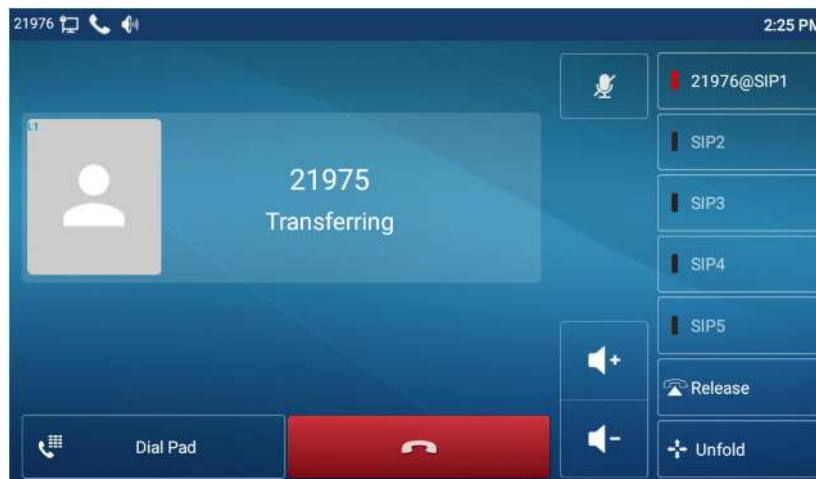 21976
2:25 PM
21976@SIP1
L1
SIP2
21975
Transferring
SIP3
SIP4
SIP5
Release
Dial Pad
Unfold